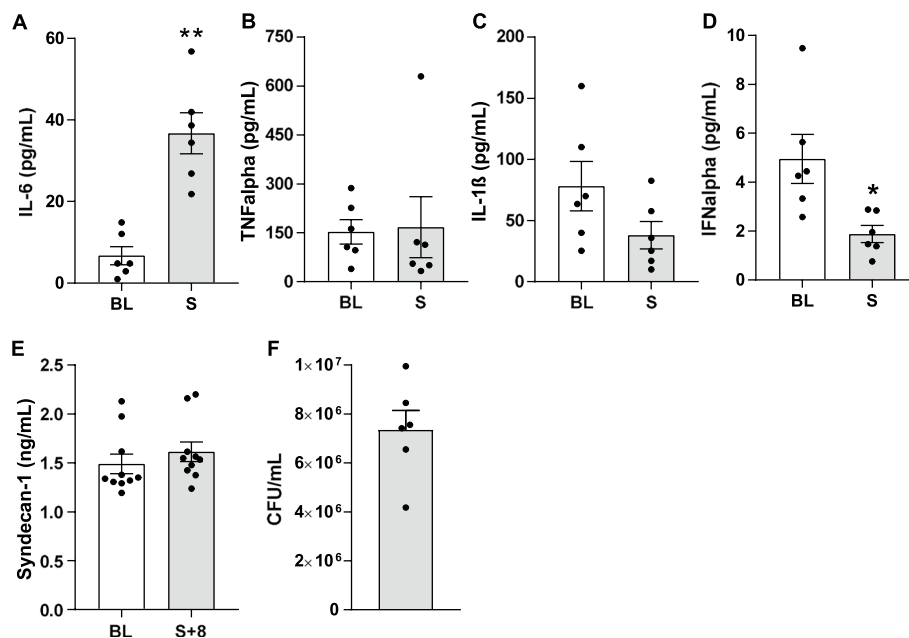 A
IL-6 (pg/mL)
60
40
20
0
**
BL
S
B
TNFalpha (pg/mL)
750
600
450
300
150
0
BL
S
C
IL-1ß (pg/mL)
200
150
100
50
0
BL
S
D
IFNalpha (pg/mL)
10
8
6
4
2
0
*
BL
S
E
Syndecan-1 (ng/mL)
2.5
2.0
1.5
1.0
0.5
0.0
BL
S+8
F
CFU/mL
1×10⁷
8×10⁶
6×10⁶
4×10⁶
2×10⁶
0